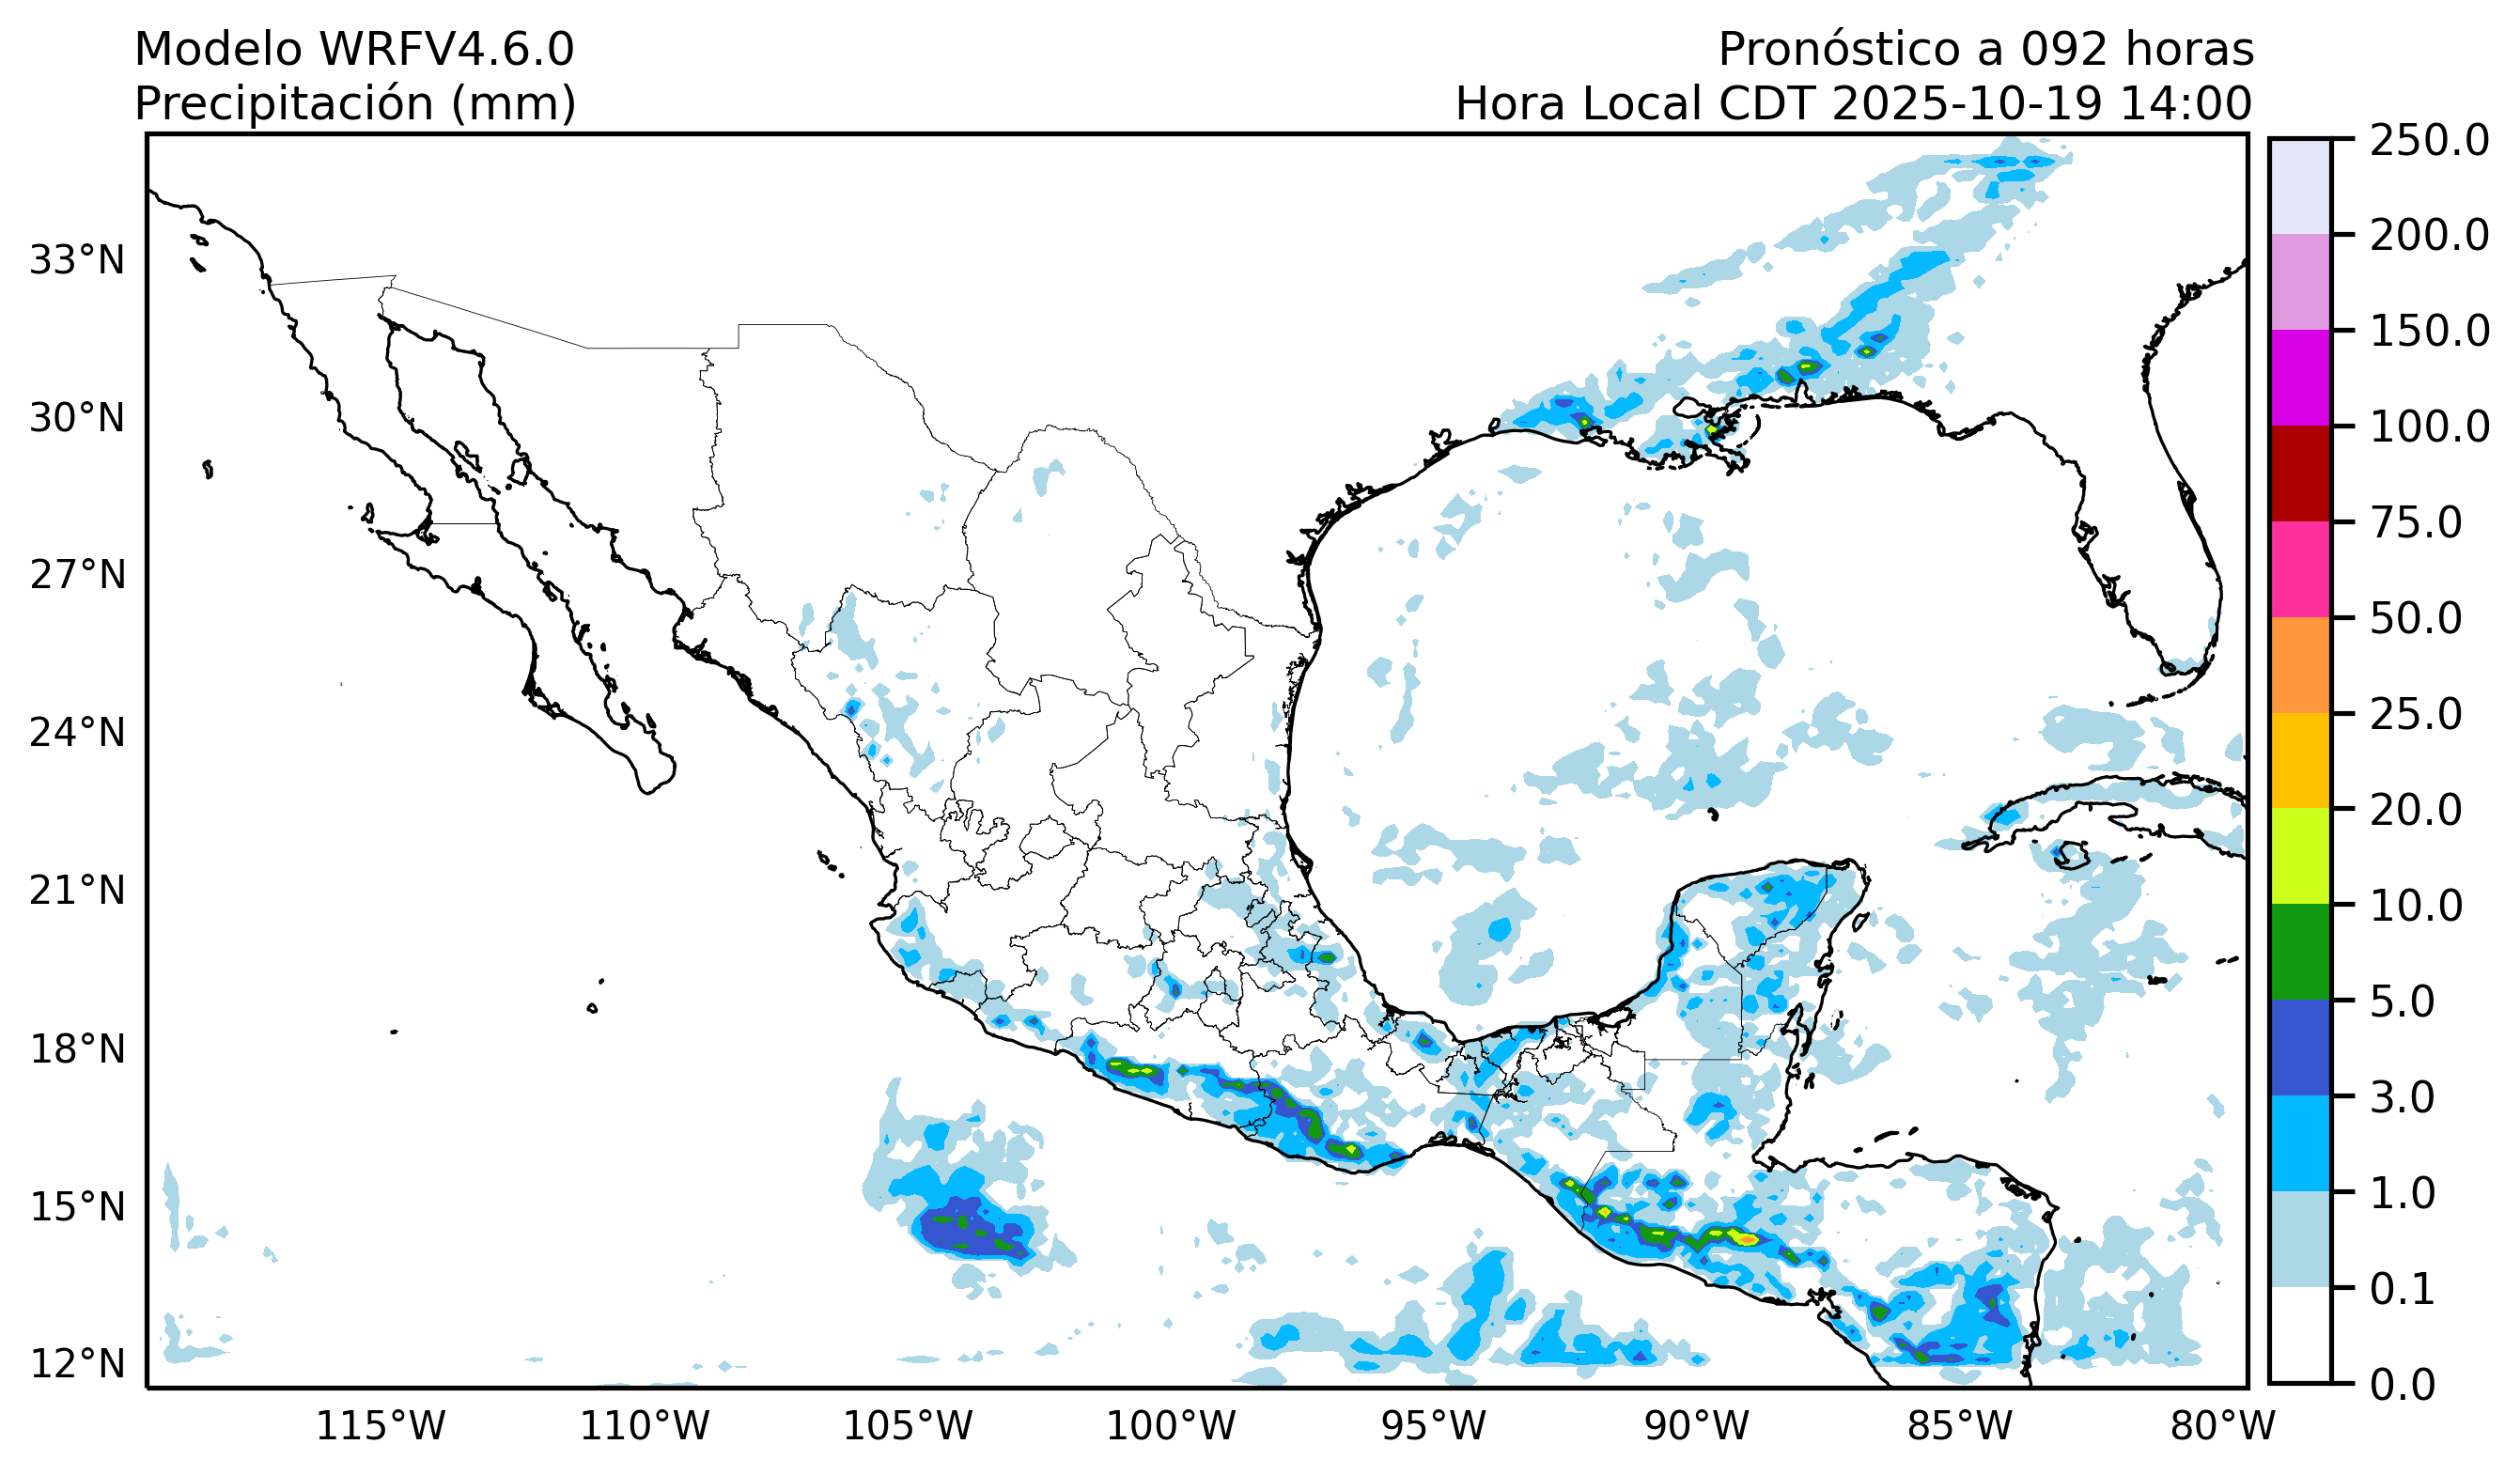 Modelo WRFV4.6.0
Precipitación (mm)
Pronóstico a 092 horas
Hora Local CDT 2025-10-19 14:00
33°N
30°N
27°N
24°N
21°N
18°N
15°N
12°N
115°W
110°W
105°W
100°W
95°W
90°W
85°W
80°W
250.0
200.0
150.0
100.0
75.0
50.0
25.0
20.0
10.0
5.0
3.0
1.0
0.1
0.0